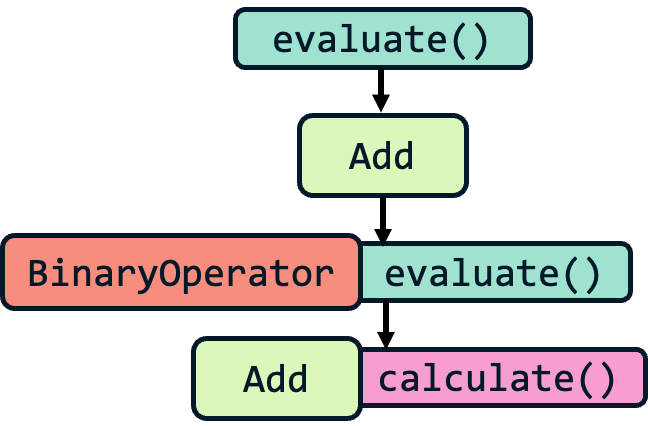 evaluate()
Add
BinaryOperator evaluate()
Add calculate()